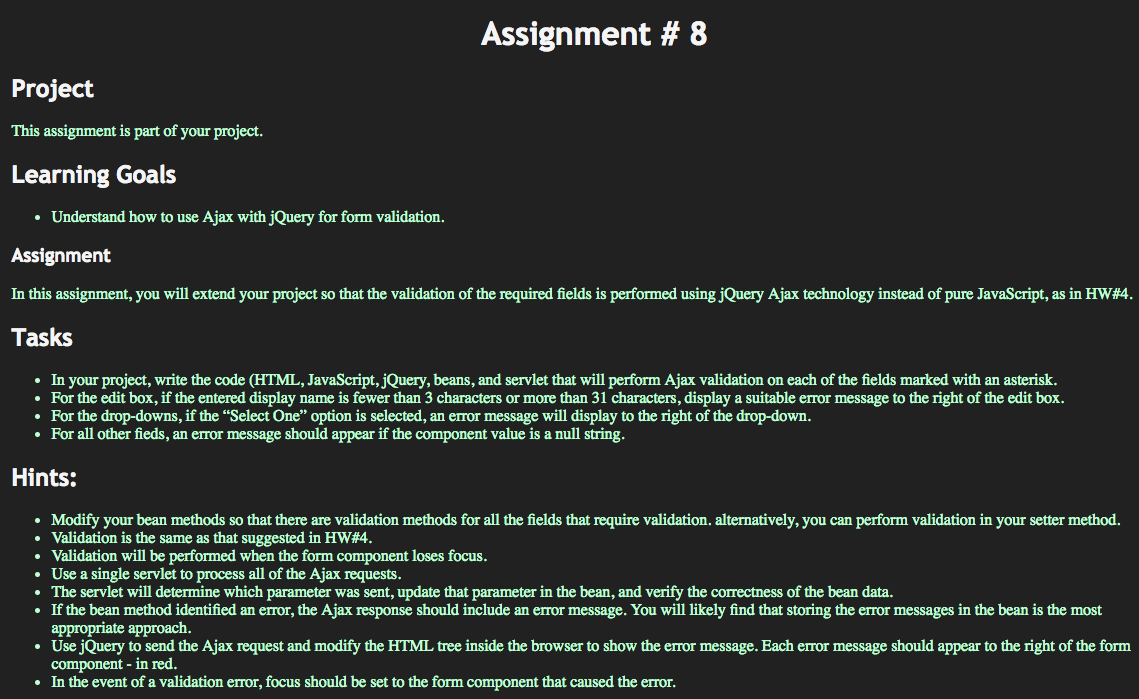 Assignment # 8
Project
This assignment is part of your project.
Learning Goals
• Understand how to use Ajax with jQuery for form validation.
Assignment
In this assignment, you will extend your project so that the validation of the required fields is performed using jQuery Ajax technology instead of pure JavaScript, as in HW#4.
Tasks
• In your project, write the code (HTML, JavaScript, jQuery, beans, and servlet that will perform Ajax validation on each of the fields marked with an asterisk.
• For the edit box, if the entered display name is fewer than 3 characters or more than 31 characters, display a suitable error message to the right of the edit box.
• For the drop-downs, if the “Select One” option is selected, an error message will display to the right of the drop-down.
• For all other fieds, an error message should appear if the component value is a null string.
Hints:
• Modify your bean methods so that there are validation methods for all the fields that require validation. alternatively, you can perform validation in your setter method.
• Validation is the same as that suggested in HW#4.
• Validation will be performed when the form component loses focus.
• Use a single servlet to process all of the Ajax requests.
• The servlet will determine which parameter was sent, update that parameter in the bean, and verify the correctness of the bean data.
• If the bean method identified an error, the Ajax response should include an error message. You will likely find that storing the error messages in the bean is the most
appropriate approach.
• Use jQuery to send the Ajax request and modify the HTML tree inside the browser to show the error message. Each error message should appear to the right of the form
component - in red.
• In the event of a validation error, focus should be set to the form component that caused the error.